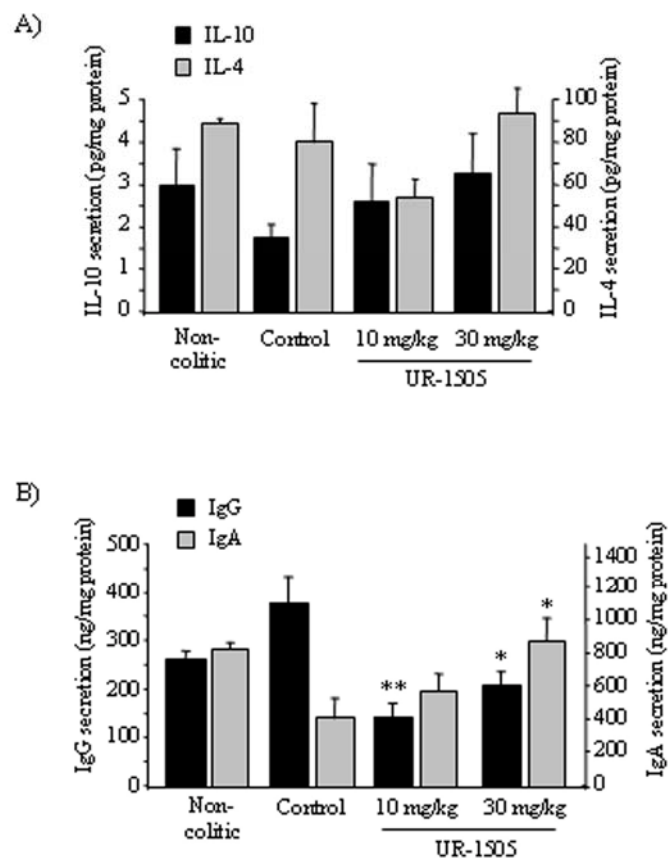 A)
IL-10
IL-4
IL-10 secretion (pg/mg protein)
5
4
3
2
1
0
100
80
60
40
20
0
IL-4 secretion (pg/mg protein)
Non-
colitic
Control
10 mg/kg
30 mg/kg
UR-1505
B)
IgG
IgA
IgG secretion (ng/mg protein)
500
400
300
200
100
0
**
*
*
1400
1200
1000
800
600
400
200
0
IgA secretion (ng/mg protein)
Non-
colitic
Control
10 mg/kg
30 mg/kg
UR-1505